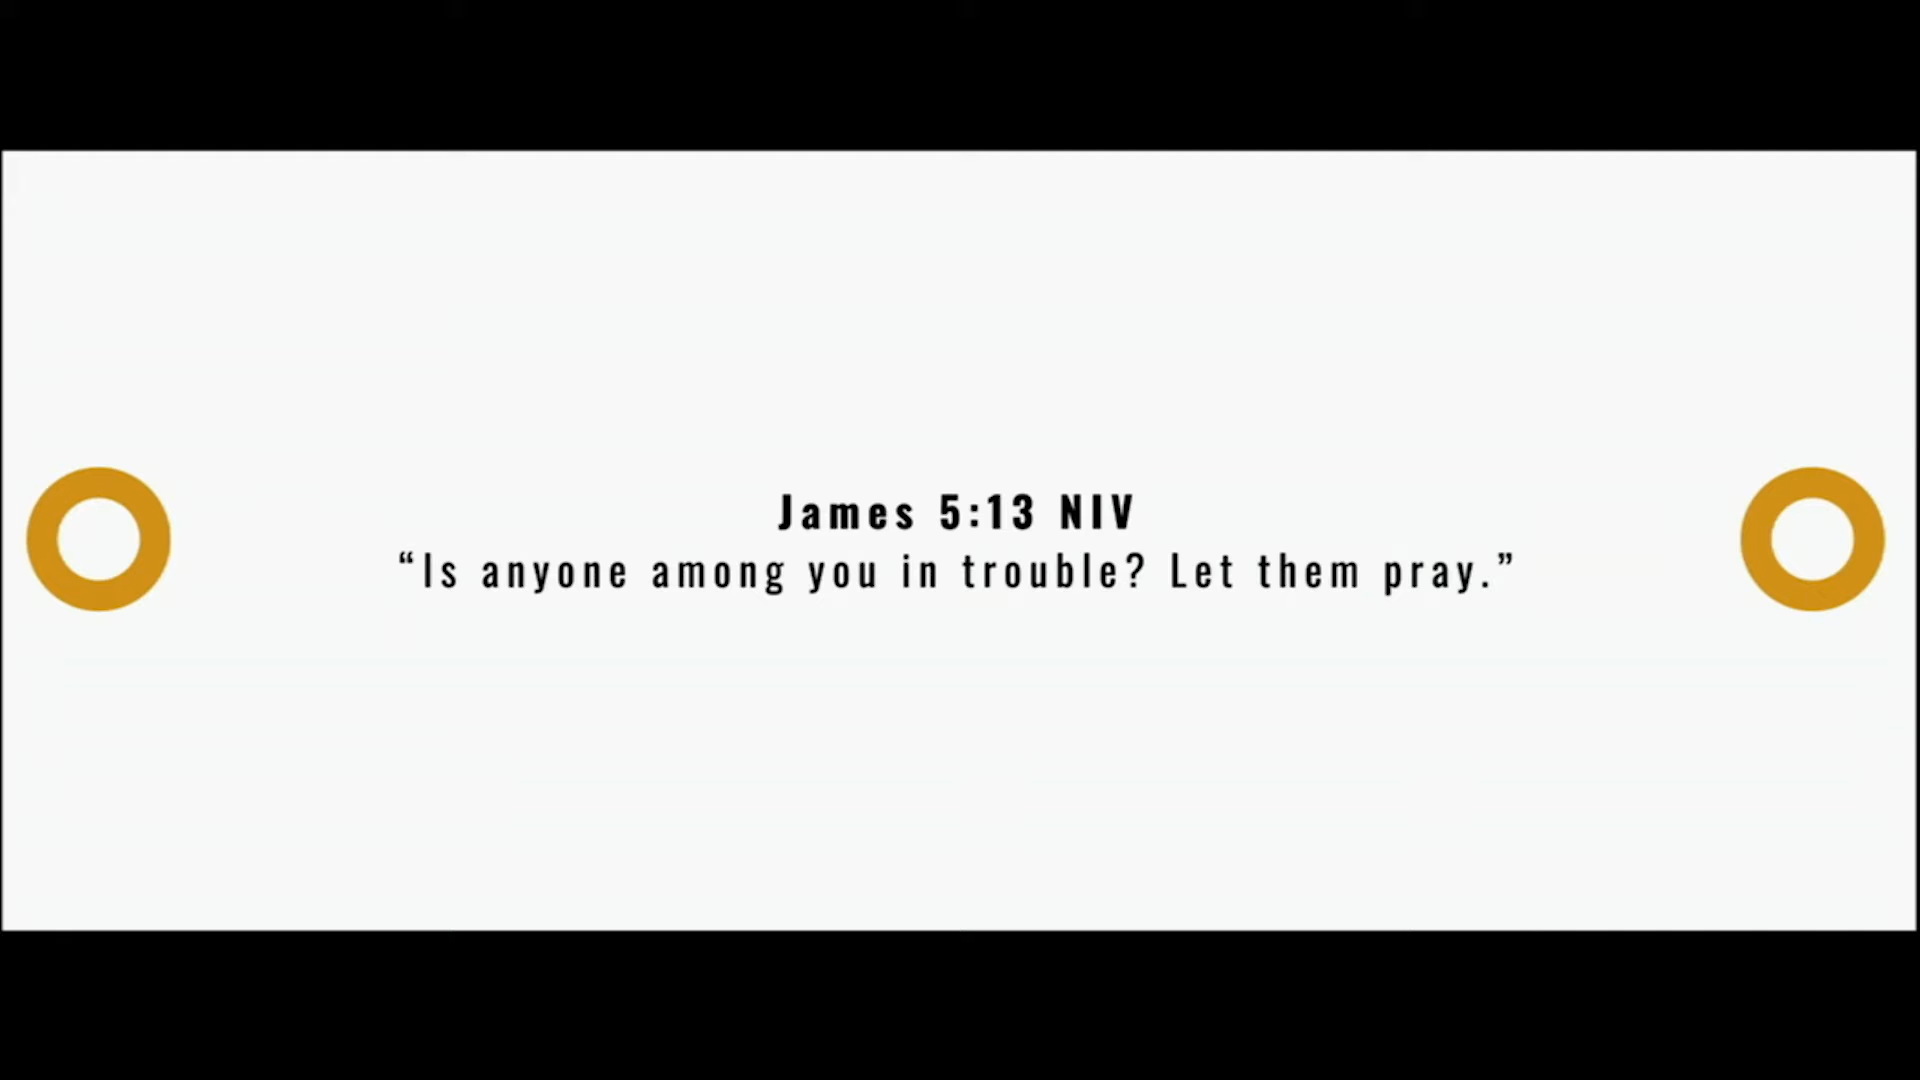 James 5:13 NIV
“Is anyone among you in trouble? Let them pray.”